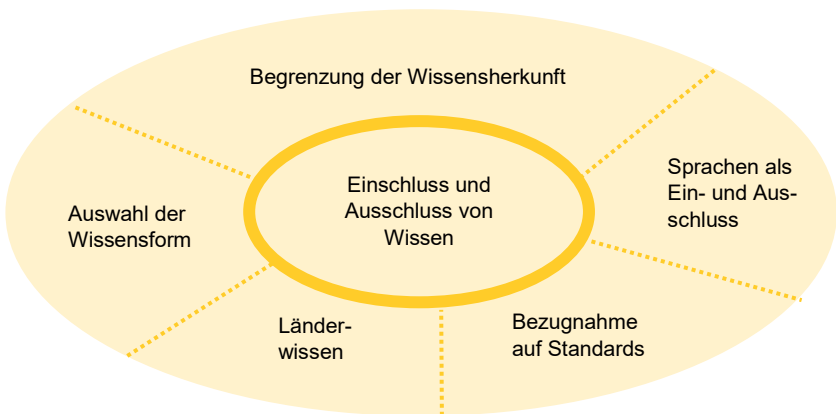 Begrenzung der Wissensherkunft
Sprachen als
Ein- und Aus-
schluss
Einschluss und
Ausschluss von
Wissen
Auswahl der
Wissensform
Länder-
wissen
Bezugnahme
auf Standards